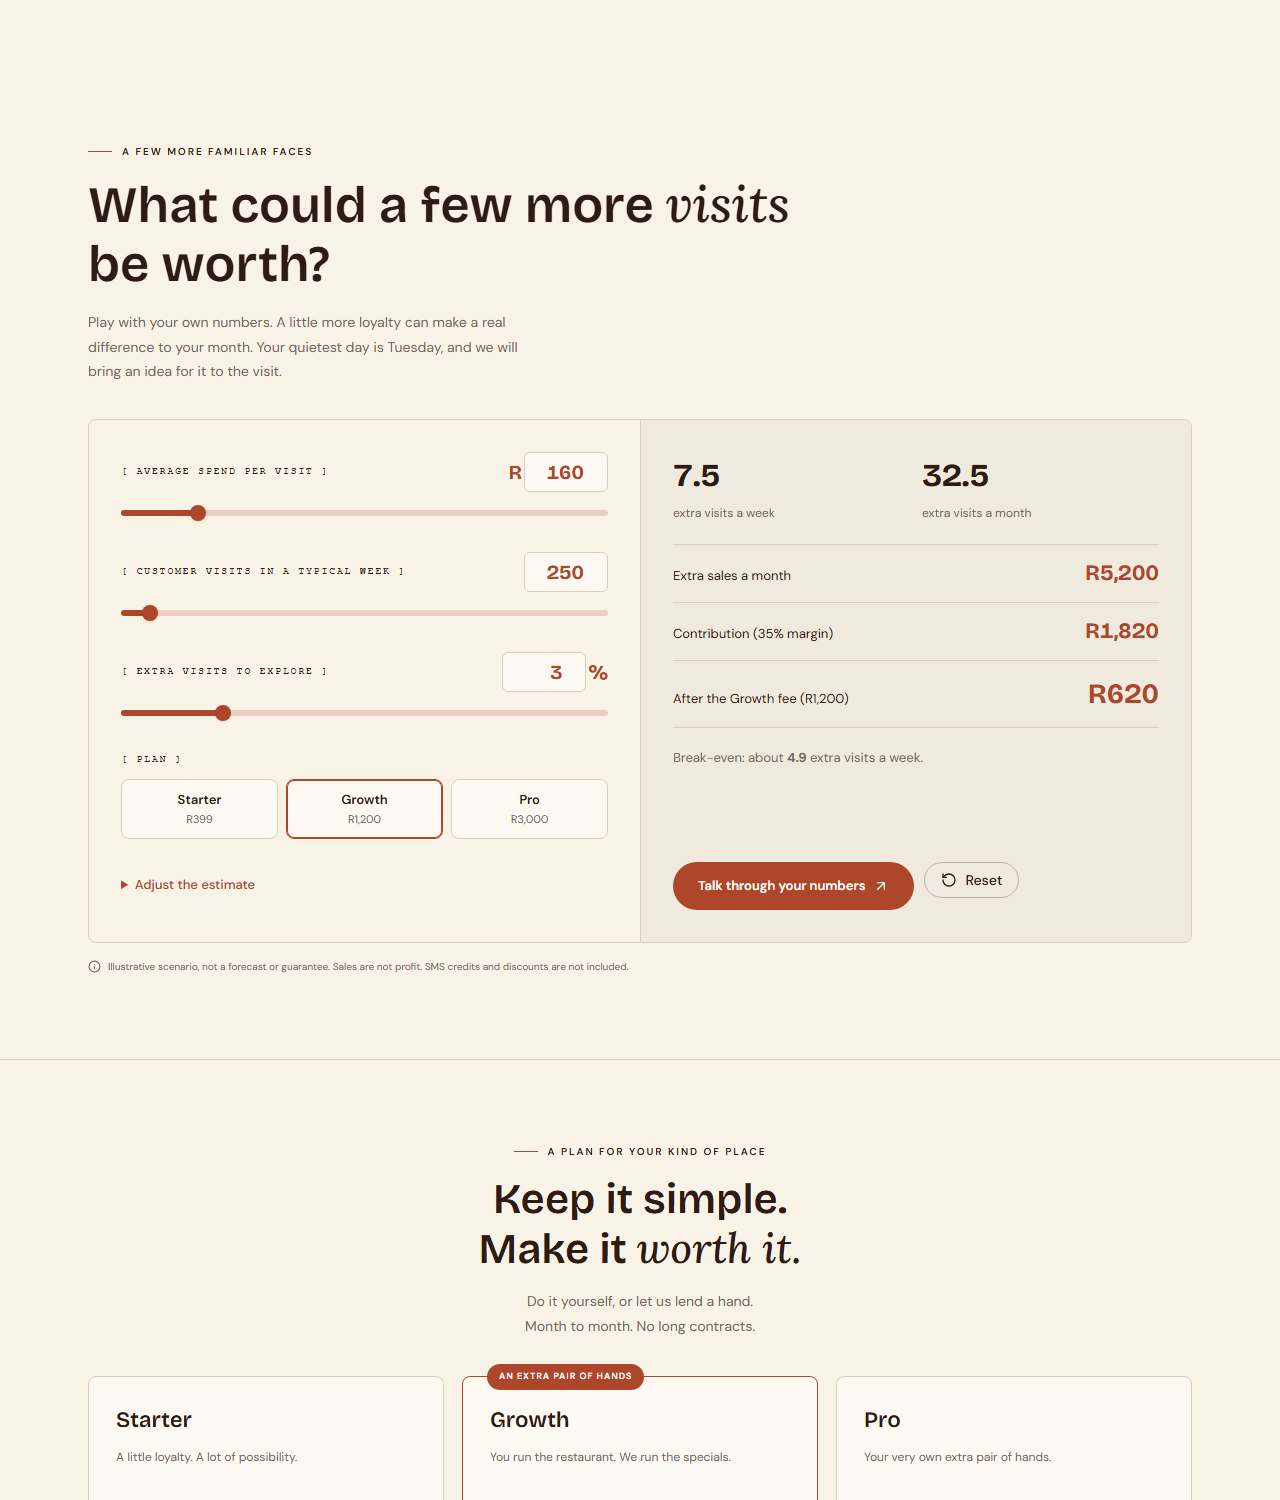 A FEW MORE FAMILIAR FACES
What could a few more visits
be worth?
Play with your own numbers. A little more loyalty can make a real
difference to your month. Your quietest day is Tuesday, and we will
bring an idea for it to the visit.
[ AVERAGE SPEND PER VISIT ]
R 160
[ CUSTOMER VISITS IN A TYPICAL WEEK ]
250
[ EXTRA VISITS TO EXPLORE ]
3 %
[ PLAN ]
Starter
R399
Growth
R1,200
Pro
R3,000
Adjust the estimate
7.5
extra visits a week
32.5
extra visits a month
Extra sales a month R5,200
Contribution (35% margin) R1,820
After the Growth fee (R1,200) R620
Break-even: about 4.9 extra visits a week.
Talk through your numbers
Reset
Illustrative scenario, not a forecast or guarantee. Sales are not profit. SMS credits and discounts are not included.
A PLAN FOR YOUR KIND OF PLACE
Keep it simple.
Make it worth it.
Do it yourself, or let us lend a hand.
Month to month. No long contracts.
Starter
A little loyalty. A lot of possibility.
AN EXTRA PAIR OF HANDS
Growth
You run the restaurant. We run the specials.
Pro
Your very own extra pair of hands.